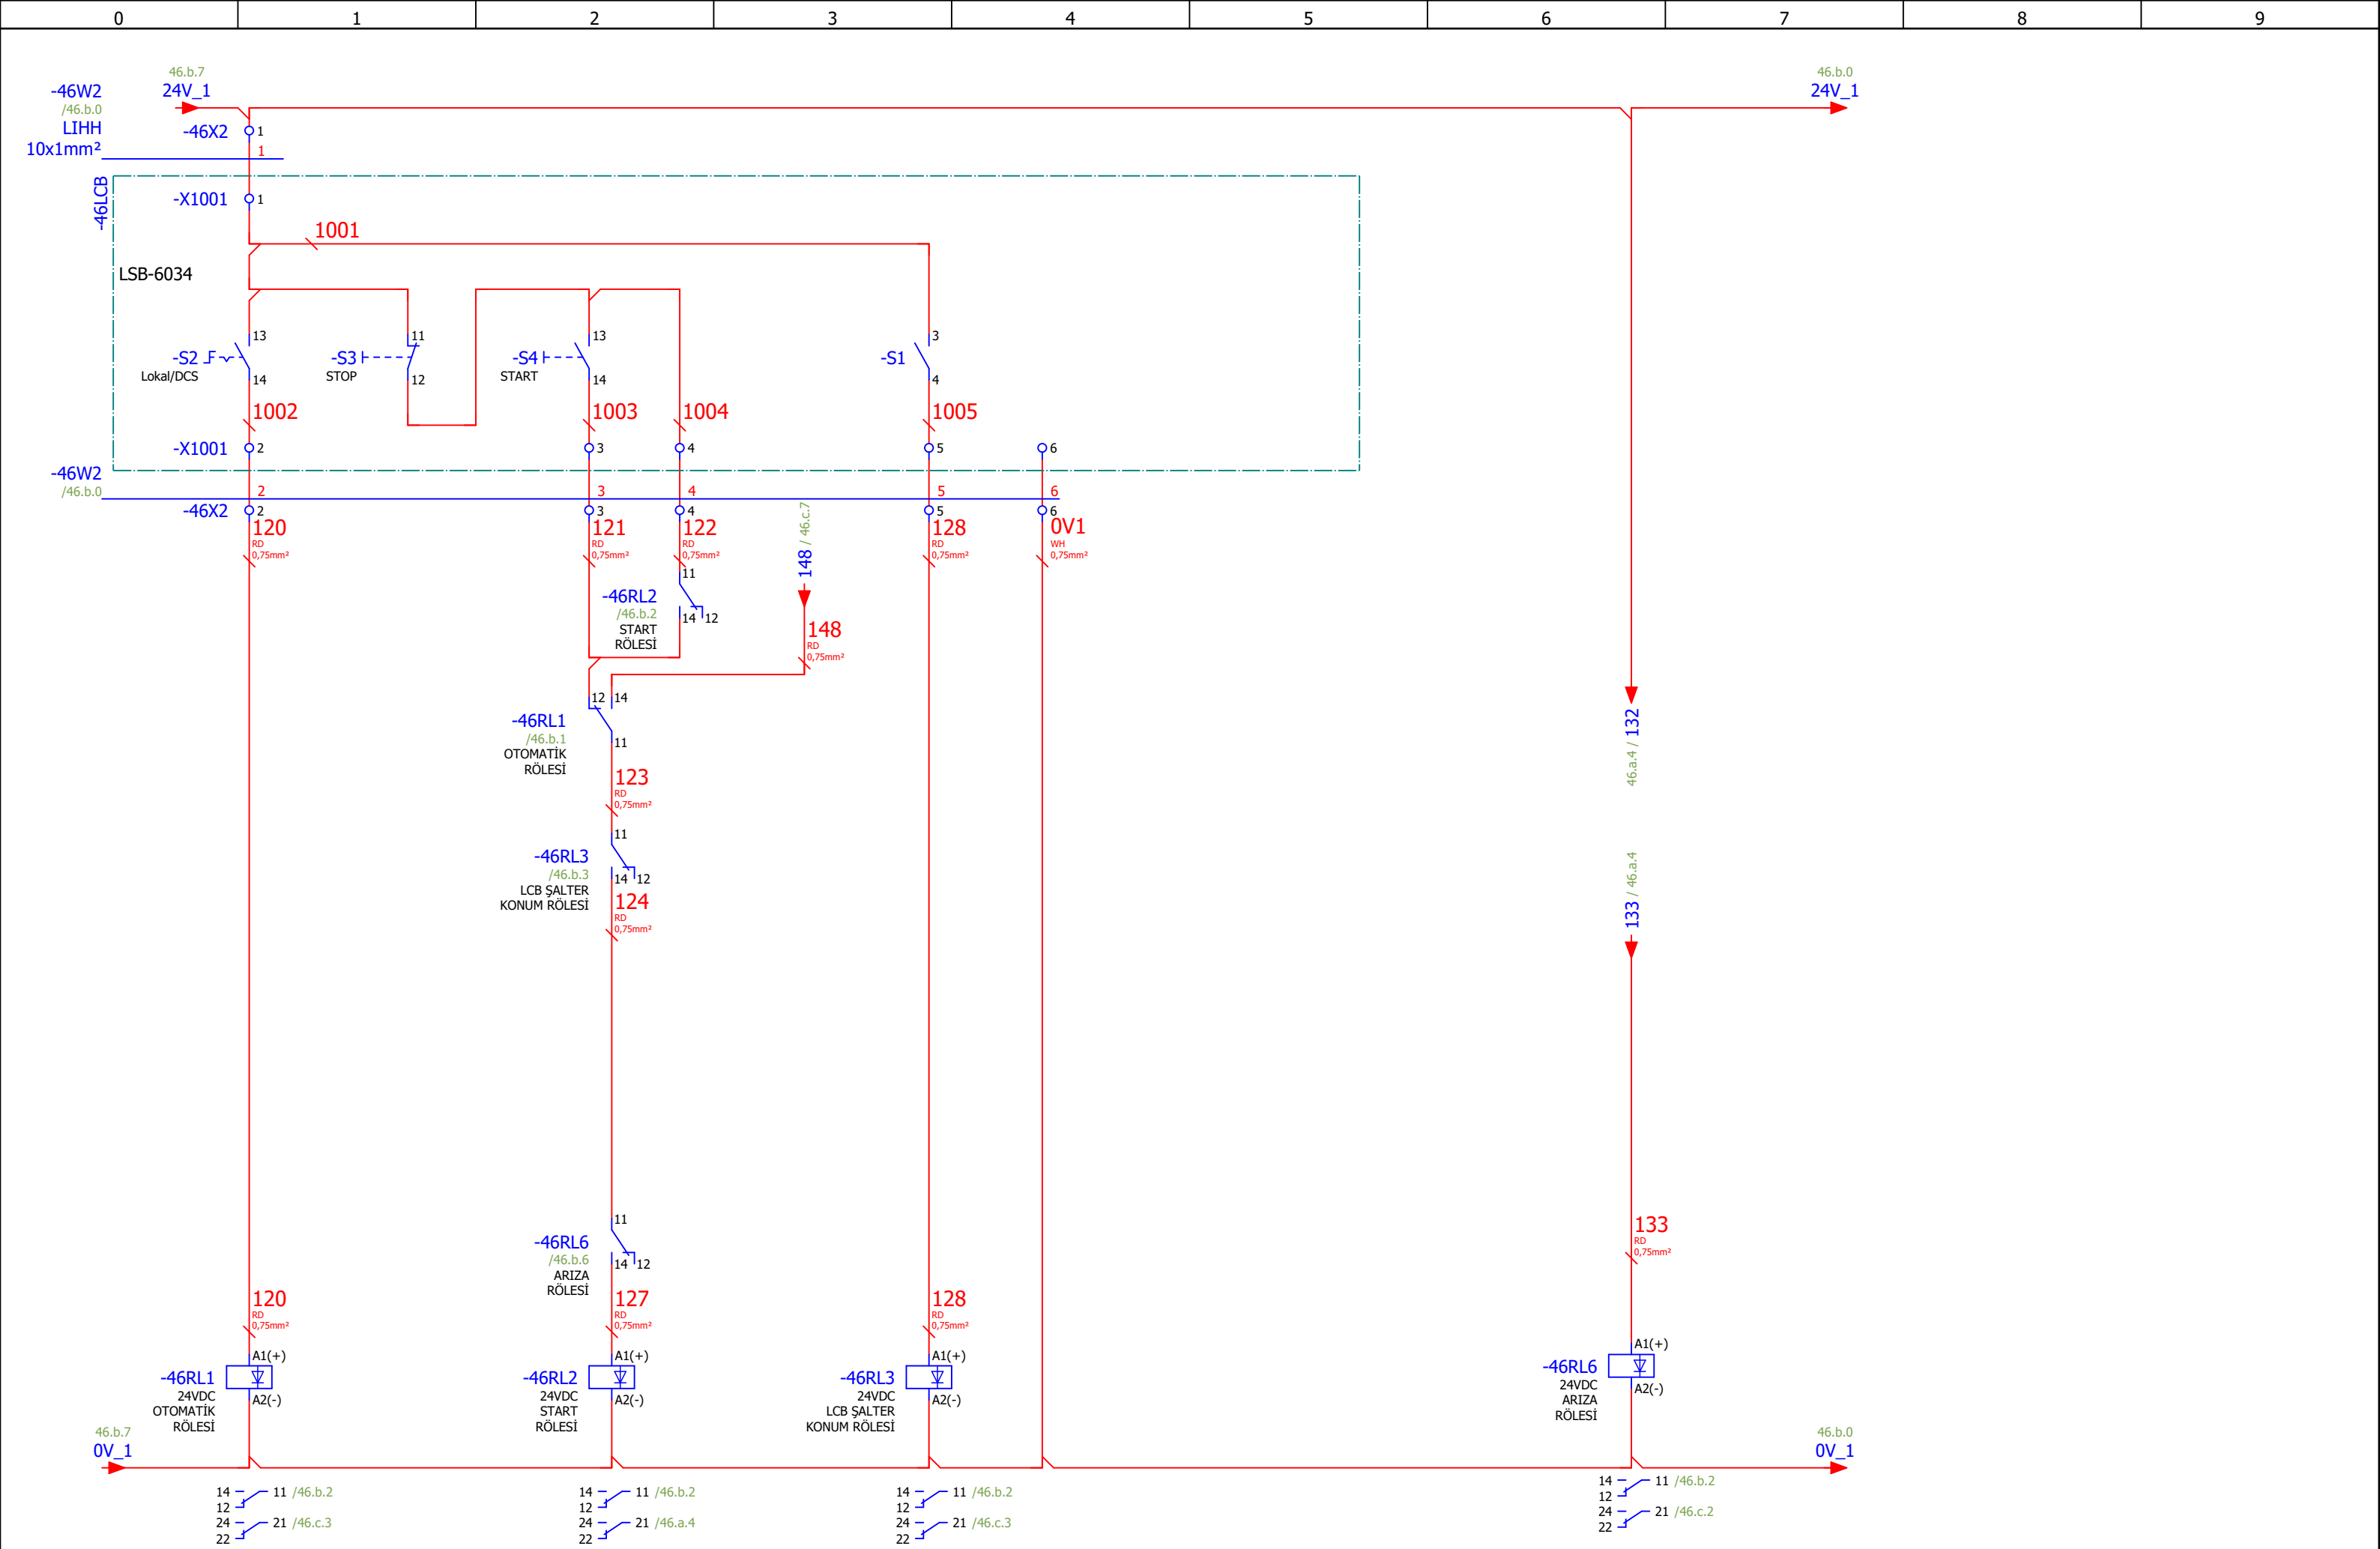 0 1 2 3 4 5 6 7 8 9
46.b.7 46.b.0
-46W2 24V_1 24V_1
/46.b.0
LIHH -46X2 1
10x1mm² 1
-46LCB
-X1001 1
1001
LSB-6034
13 11 13 3
-S2 -S3 -S4 -S1
Lokal/DCS STOP START
14 12 14 4
1002 1003 1004 1005
-X1001 2 3 4 5 6
-46W2
/46.b.0 2 3 4 5 6
-46X2 2 3 4 5 6
120 121 122 128 0V1
RD RD RD RD WH
0,75mm² 0,75mm² 0,75mm² 0,75mm² 0,75mm²
148 / 46.c.7
11
-46RL2
/46.b.2 14 12
START
RÖLESİ
148
RD
0,75mm²
12 14
-46RL1
/46.b.1 11
OTOMATİK
RÖLESİ
46.a.4 / 132
123
RD
0,75mm²
11
-46RL3
/46.b.3 14 12
LCB ŞALTER
KONUM RÖLESİ
124
RD
0,75mm²
133 / 46.a.4
11
-46RL6
/46.b.6 14 12
ARIZA
RÖLESİ
133
RD
0,75mm²
120 127 128
RD RD RD
0,75mm² 0,75mm² 0,75mm²
A1(+) A1(+) A1(+) A1(+)
-46RL1 -46RL2 -46RL3 -46RL6
24VDC 24VDC 24VDC 24VDC
OTOMATİK START LCB ŞALTER ARIZA
RÖLESİ RÖLESİ KONUM RÖLESİ RÖLESİ
A2(-) A2(-) A2(-) A2(-)
46.b.7 46.b.0
0V_1 0V_1
14 11 /46.b.2 14 11 /46.b.2 14 11 /46.b.2 14 11 /46.b.2
12 12 12 12
24 21 /46.c.3 24 21 /46.a.4 24 21 /46.c.3 24 21 /46.c.2
22 22 22 22